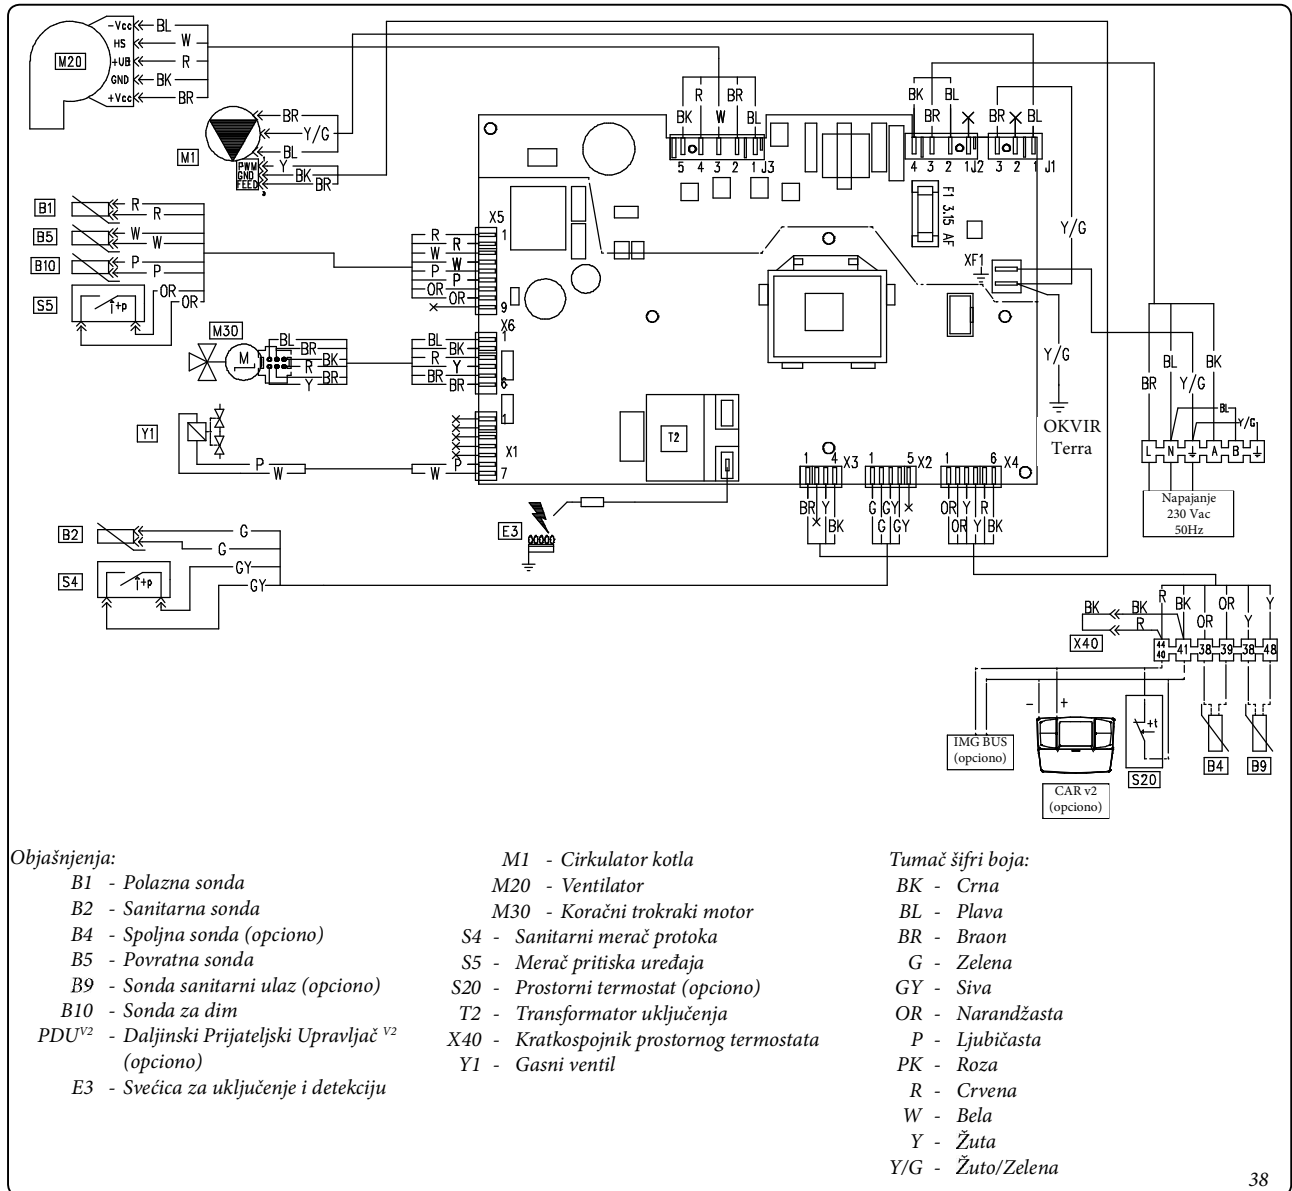 -Vcc BL
HS W
M20 +UB R
GND BK
+Vcc BR
BR
Y/G
BL
M1
PWM Y
GND BK
FEED BR
B1 R
R
B5 W
W
B10 P
P
S5 +p OR
OR
X5
1
R
R
W
W
P
P
OR
OR
9
X6
M30 M
BL
BR
BK
R
Y
BR
1
BL
BK
R
Y
BR
BR
6
Y1
P
W
1
X1
P
W
7
R BR
BK W BL
5 4 3 2 1 J3
BK BL
BR
4 3 2 1 J2
BR BL
3 2 1 J1
F1 3.15 AF
XF1
Y/G
Y/G
OKVIR
Terra
T2
E3
1 4 X3
BR Y
BK
1 5 X2
G GY
G GY
1 6 X4
OR Y R
OR Y BK
BL BK
BR Y/G
BL
Y/G
L N A B
Napajanje
230 Vac
50Hz
B2 G
G
S4 +p GY
GY
R BK OR OR Y Y
BK BK
R
X40
44
40 41 38 39 38 48
- +
+t
IMG BUS
(opciono)
S20 B4 B9
CAR v2
(opciono)
Objašnjenja:
B1 - Polazna sonda
B2 - Sanitarna sonda
B4 - Spoljna sonda (opciono)
B5 - Povratna sonda
B9 - Sonda sanitarni ulaz (opciono)
B10 - Sonda za dim
PDU V2 - Daljinski Prijateljski Upravljač V2
(opciono)
E3 - Svećica za uključenje i detekciju
M1 - Cirkulator kotla
M20 - Ventilator
M30 - Koračni trokraki motor
S4 - Sanitarni merač protoka
S5 - Merač pritiska uređaja
S20 - Prostorni termostat (opciono)
T2 - Transformator uključenja
X40 - Kratkospojnik prostornog termostata
Y1 - Gasni ventil
Tumač šifri boja:
BK - Crna
BL - Plava
BR - Braon
G - Zelena
GY - Siva
OR - Narandžasta
P - Ljubičasta
PK - Roza
R - Crvena
W - Bela
Y - Žuta
Y/G - Žuto/Zelena
38